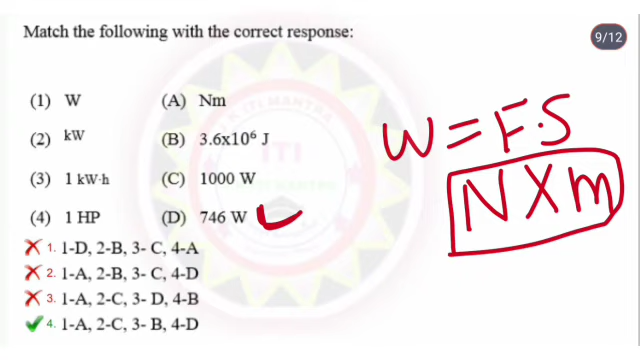 Match the following with the correct response:
9/12
(1) W (A) Nm
(2) kW (B) 3.6x10⁶ J
(3) 1 kW·h (C) 1000 W
(4) 1 HP (D) 746 W
1. 1-D, 2-B, 3- C, 4-A
2. 1-A, 2-B, 3- C, 4-D
3. 1-A, 2-C, 3- D, 4-B
4. 1-A, 2-C, 3- B, 4-D
W = F.S
N X m
ITI